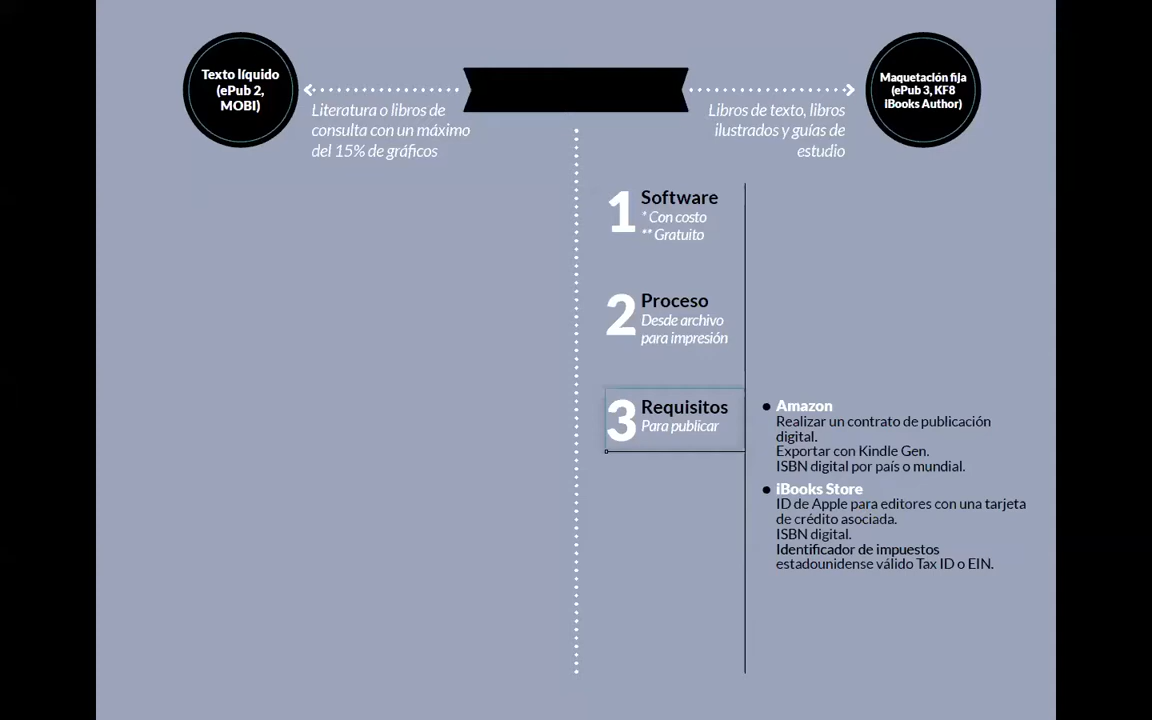 Texto líquido
(ePub 2,
MOBI)
Literatura o libros de
consulta con un máximo
del 15% de gráficos
Libros de texto, libros
ilustrados y guías de
estudio
Maquetación fija
(ePub 3, KF8
iBooks Author)
1 Software
* Con costo
** Gratuito
2 Proceso
Desde archivo
para impresión
3 Requisitos
Para publicar
● Amazon
Realizar un contrato de publicación
digital.
Exportar con Kindle Gen.
ISBN digital por país o mundial.
● iBooks Store
ID de Apple para editores con una tarjeta
de crédito asociada.
ISBN digital.
Identificador de impuestos
estadounidense válido Tax ID o EIN.